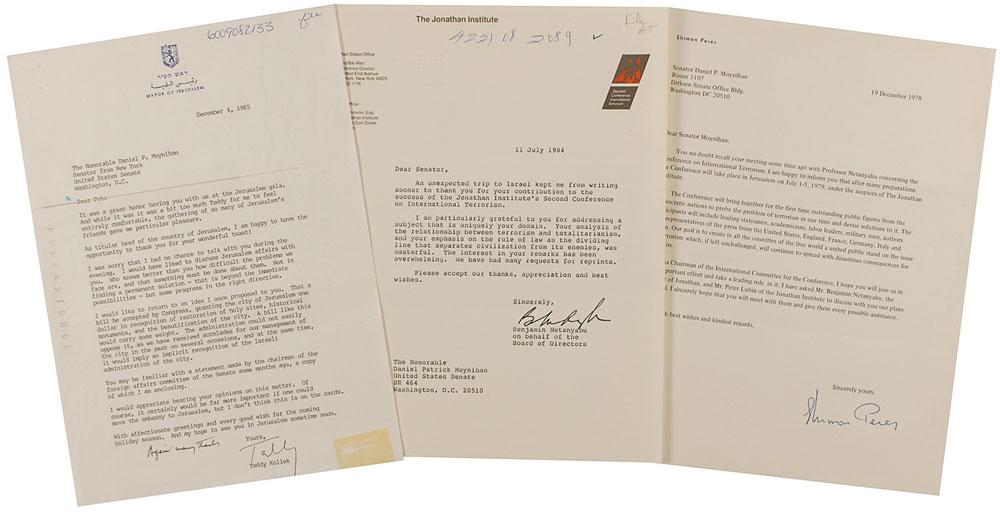 6009082133
file
ראש העיר
رئيس البلدية
MAYOR OF JERUSALEM
December 4, 1985
The Honorable Daniel P. Moynihan
Senator from New York
United States Senate
Washington, D.C.
Dear Pat:
It was a great honor having you with us at the Jerusalem gala.
And while it was it was a bit too much Teddy for me to feel
entirely comfortable, the gathering of so many of Jerusalem's
friends gave me particular pleasure.
As titular head of the country of Jerusalem, I am happy to have the
opportunity to thank you for your wonderful toast!
I was sorry that I had no chance to talk with you during the
evening. I would have liked to discuss Jerusalem affairs with
you. Who knows better than you how difficult the problems we
face are, and that something must be done about them. Not in
finding a permanent solution - that is beyond the immediate
possibilities - but some progress in the right direction.
I would like to return to an idea I once proposed to you. That a
bill be accepted by Congress, granting the city of Jerusalem one
dollar in recognition of restoration of holy sites, historical
monuments, and the beautification of the city. A bill like this
would carry some weight. The administration could not easily
oppose it, as we have received accolades for our management of
the city in the past on several occasions, and at the same time,
it would imply an implicit recognition of the Israeli
administration of the city.
You may be familiar with a statement made by the chairman of the
foreign affairs committee of the Senate some months ago, a copy
of which I am enclosing.
I would appreciate hearing your opinions on this matter. Of
course, it certainly would be far more important if one could
move the embassy to Jerusalem, but I don't think this is on the cards.
With affectionate greetings and every good wish for the coming
holiday season. And my hope to see you in Jerusalem sometime soon.
Again many thanks
Yours,
Teddy
Teddy Kollek
The Jonathan Institute
4221 08 2089 ✓
United States Office
Second
Conference
International
Terrorism
11 July 1984
Dear Senator,
An unexpected trip to Israel kept me from writing
sooner to thank you for your contribution to the
success of the Jonathan Institute's Second Conference
on International Terrorism.
I am particularly grateful to you for addressing a
subject that is uniquely your domain. Your analysis of
the relationship between terrorism and totalitarianism,
and your emphasis on the rule of law as the dividing
line that separates civilization from its enemies, was
masterful. The interest in your remarks has been
overwhelming. We have had many requests for reprints.
Please accept our thanks, appreciation and best
wishes.
Sincerely,
Benjamin Netanyahu
on behalf of the
Board of Directors
The Honorable
Daniel Patrick Moynihan
United States Senate
SR 464
Washington, D.C. 20510
Shimon Peres
Senator Daniel P. Moynihan
Room 1107
Dirksen Senate Office Bldg.
Washington DC 20510
19 December 1978
Dear Senator Moynihan,
You no doubt recall your meeting some time ago with Professor Netanyahu concerning the
Conference on International Terrorism. I am happy to inform you that after many preparations
Conference will take place in Jerusalem on July 1-5, 1979, under the auspices of The Jonathan
The Conference will bring together for the first time outstanding public figures from the
democratic nations to probe the problem of terrorism in our time and devise solutions to it. The
participants will include leading statesmen, academicians, labor leaders, military men, authors
representatives of the press from the United States, England, France, Germany, Italy and
Our goal is to create in all the countries of the free world a united public stand on the issue
terrorism which, if left unchallenged, will continue to spread with disastrous consequences for
As Chairman of the International Committee for the Conference, I hope you will join us in
important effort and take a leading role in it. I have asked Mr. Benjamin Netanyahu, the
of Jonathan, and Mr. Peter Lubin of the Jonathan Institute to discuss with you our plans
I sincerely hope that you will meet with them and give them every possible assistance.
best wishes and kindest regards,
Sincerely yours,
Shimon Peres